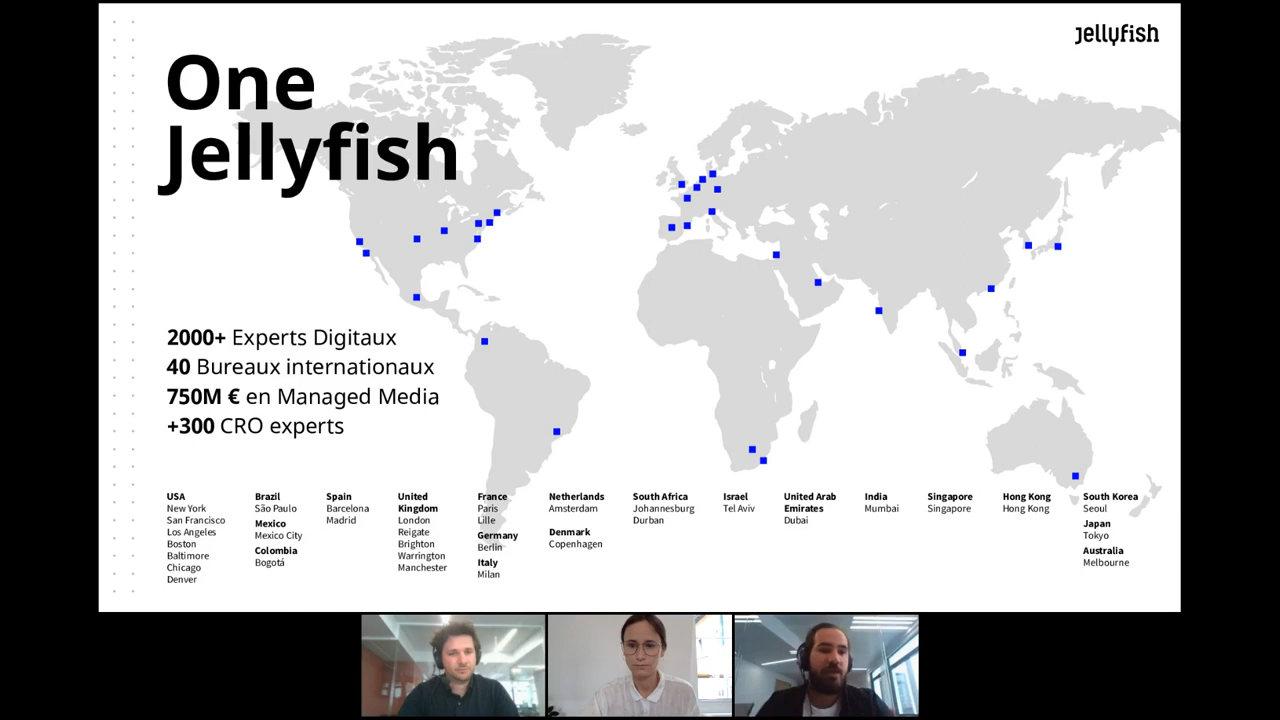 jellyfish
One
Jellyfish
2000+ Experts Digitaux
40 Bureaux internationaux
750M € en Managed Media
+300 CRO experts
USA
New York
San Francisco
Los Angeles
Boston
Baltimore
Chicago
Denver
Brazil
São Paulo
Mexico
Mexico City
Colombia
Bogotá
Spain
Barcelona
Madrid
United
Kingdom
London
Reigate
Brighton
Warrington
Manchester
France
Paris
Lille
Germany
Berlin
Italy
Milan
Netherlands
Amsterdam
Denmark
Copenhagen
South Africa
Johannesburg
Durban
Israel
Tel Aviv
United Arab
Emirates
Dubai
India
Mumbai
Singapore
Singapore
Hong Kong
Hong Kong
South Korea
Seoul
Japan
Tokyo
Australia
Melbourne